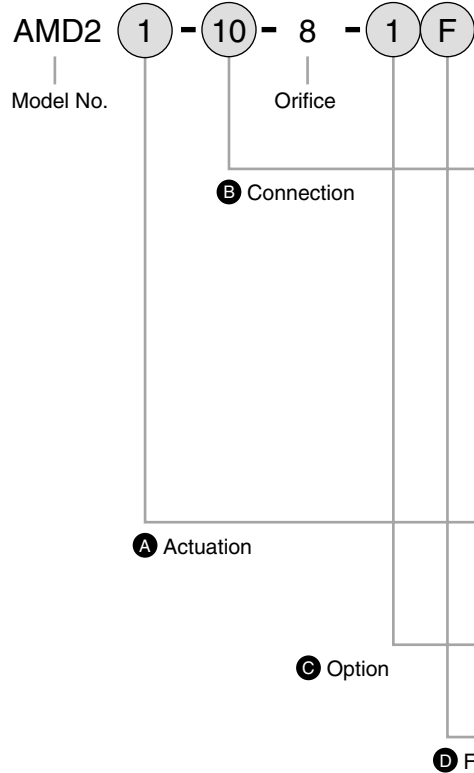 AMD2 1 - 10 - 8 - 1 F
Model No.
Orifice
B Connection
A Actuation
C Option
D F